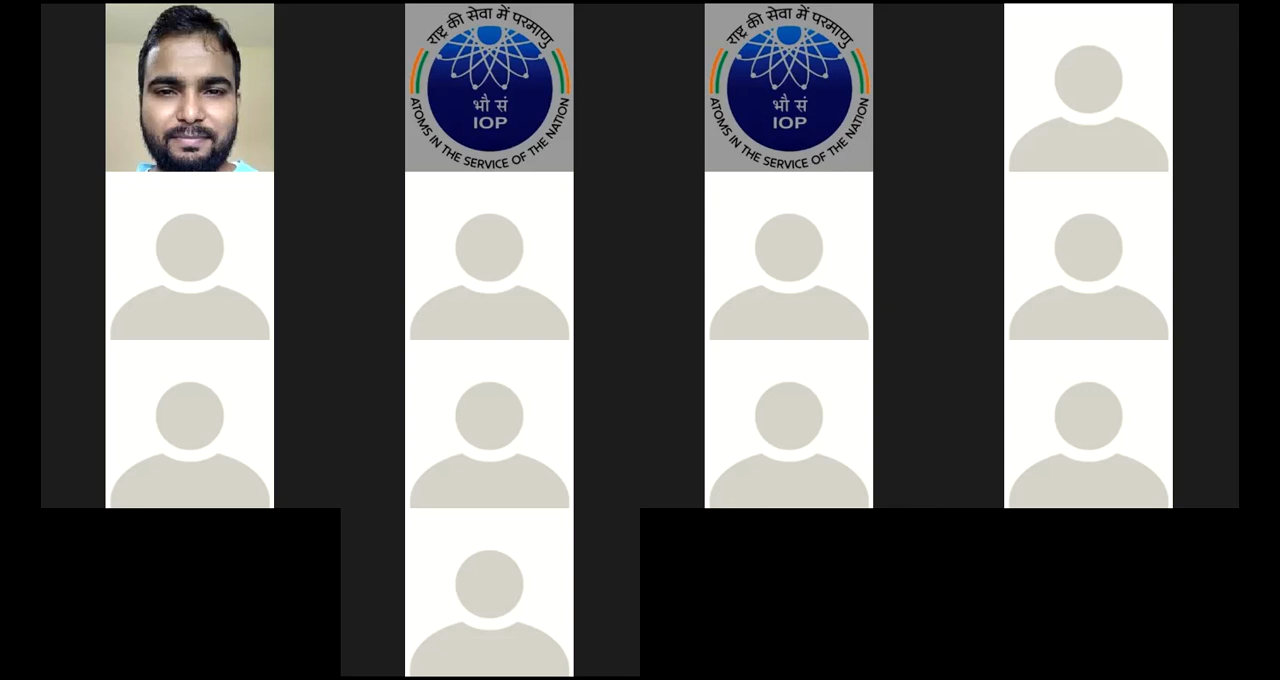 राष्ट्र की सेवा में परमाणु
भौ सं
IOP
ATOMS IN THE SERVICE OF THE NATION
राष्ट्र की सेवा में परमाणु
भौ सं
IOP
ATOMS IN THE SERVICE OF THE NATION